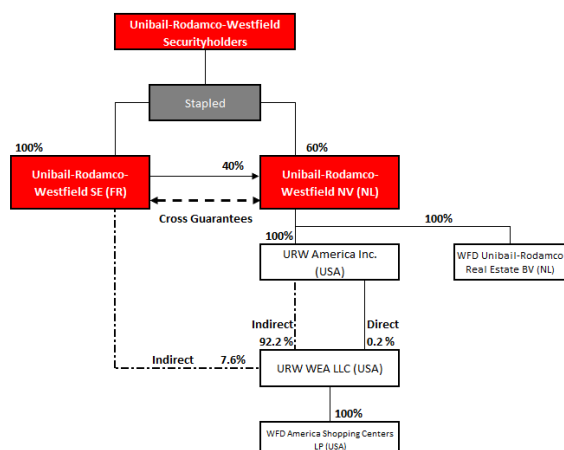 Unibail-Rodamco-Westfield
Securityholders
Stapled
100%
60%
40%
Unibail-Rodamco-
Westfield SE (FR)
Unibail-Rodamco-
Westfield NV (NL)
Cross Guarantees
100%
100%
URW America Inc.
(USA)
WFD Unibail-Rodamco
Real Estate BV (NL)
Indirect
92.2 %
Direct
0.2 %
Indirect 7.6%
URW WEA LLC (USA)
100%
WFD America Shopping Centers
LP (USA)